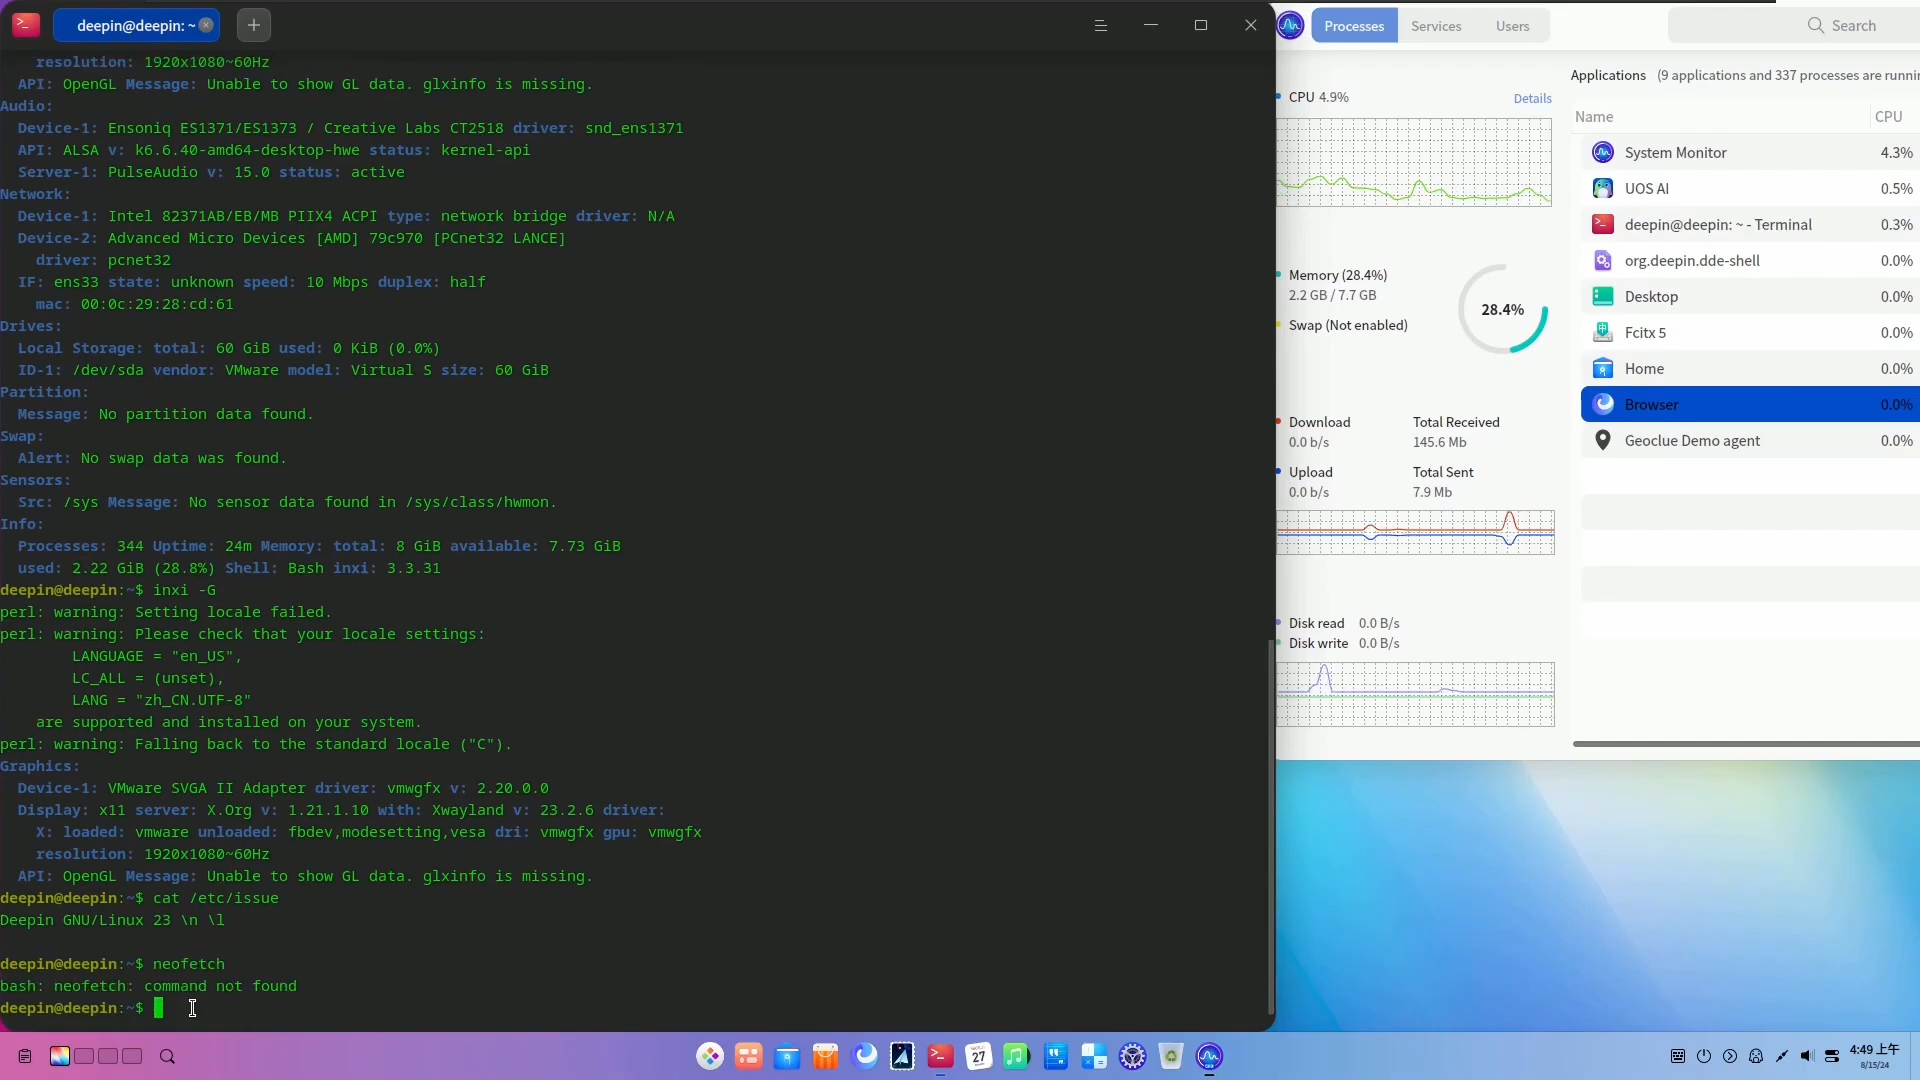 deepin@deepin: ~
resolution: 1920x1080~60Hz
API: OpenGL Message: Unable to show GL data. glxinfo is missing.
Audio:
Device-1: Ensoniq ES1371/ES1373 / Creative Labs CT2518 driver: snd_ens1371
API: ALSA v: k6.6.40-amd64-desktop-hwe status: kernel-api
Server-1: PulseAudio v: 15.0 status: active
Network:
Device-1: Intel 82371AB/EB/MB PIIX4 ACPI type: network bridge driver: N/A
Device-2: Advanced Micro Devices [AMD] 79c970 [PCnet32 LANCE]
driver: pcnet32
IF: ens33 state: unknown speed: 10 Mbps duplex: half
mac: 00:0c:29:28:cd:61
Drives:
Local Storage: total: 60 GiB used: 0 KiB (0.0%)
ID-1: /dev/sda vendor: VMware model: Virtual S size: 60 GiB
Partition:
Message: No partition data found.
Swap:
Alert: No swap data was found.
Sensors:
Src: /sys Message: No sensor data found in /sys/class/hwmon.
Info:
Processes: 344 Uptime: 24m Memory: total: 8 GiB available: 7.73 GiB
used: 2.22 GiB (28.8%) Shell: Bash inxi: 3.3.31
deepin@deepin:~$ inxi -G
perl: warning: Setting locale failed.
perl: warning: Please check that your locale settings:
LANGUAGE = "en_US",
LC_ALL = (unset),
LANG = "zh_CN.UTF-8"
are supported and installed on your system.
perl: warning: Falling back to the standard locale ("C").
Graphics:
Device-1: VMware SVGA II Adapter driver: vmwgfx v: 2.20.0.0
Display: x11 server: X.Org v: 1.21.1.10 with: Xwayland v: 23.2.6 driver:
X: loaded: vmware unloaded: fbdev,modesetting,vesa dri: vmwgfx gpu: vmwgfx
resolution: 1920x1080~60Hz
API: OpenGL Message: Unable to show GL data. glxinfo is missing.
deepin@deepin:~$ cat /etc/issue
Deepin GNU/Linux 23 \n \l
deepin@deepin:~$ neofetch
bash: neofetch: command not found
deepin@deepin:~$
Processes Services Users Search
CPU 4.9% Details
Memory (28.4%)
2.2 GB / 7.7 GB
28.4%
Swap (Not enabled)
Download Total Received
0.0 b/s 145.6 Mb
Upload Total Sent
0.0 b/s 7.9 Mb
Disk read 0.0 B/s
Disk write 0.0 B/s
Applications (9 applications and 337 processes are runni
Name CPU
System Monitor 4.3%
UOS AI 0.5%
deepin@deepin: ~ - Terminal 0.3%
org.deepin.dde-shell 0.0%
Desktop 0.0%
Fcitx 5 0.0%
Home 0.0%
Browser 0.0%
Geoclue Demo agent 0.0%
27
4:49 上午
8/15/24